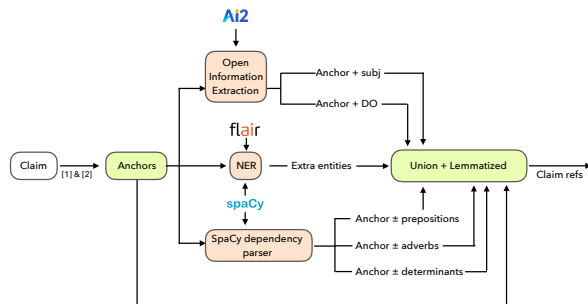 Ai2
Open
Information
Extraction
Anchor + subj
Anchor + DO
flair
Claim
[1] & [2]
Anchors
NER
Extra entities
Union + Lemmatized
Claim refs
spaCy
SpaCy dependency
parser
Anchor ± prepositions
Anchor ± adverbs
Anchor ± determinants